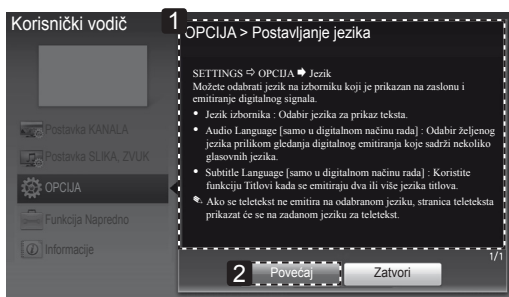 Korisnički vodič
1
OPCIJA > Postavljanje jezika
SETTINGS ⇨ OPCIJA ➡ Jezik
Možete odabrati jezik na izborniku koji je prikazan na zaslonu i
emitiranje digitalnog signala.
• Jezik izbornika : Odabir jezika za prikaz teksta.
• Audio Language [samo u digitalnom načinu rada] : Odabir željenog
jezika prilikom gledanja digitalnog emitiranja koje sadrži nekoliko
glasovnih jezika.
• Subtitle Language [samo u digitalnom načinu rada] : Koristite
funkciju Titlovi kada se emitiraju dva ili više jezika titlova.
✎ Ako se teletekst ne emitira na odabranom jeziku, stranica teleteksta
prikazat će se na zadanom jeziku za teletekst.
Postavka KANALA
Postavka SLIKA, ZVUK
OPCIJA
Funkcija Napredno
Informacije
1/1
2
Povećaj
Zatvori